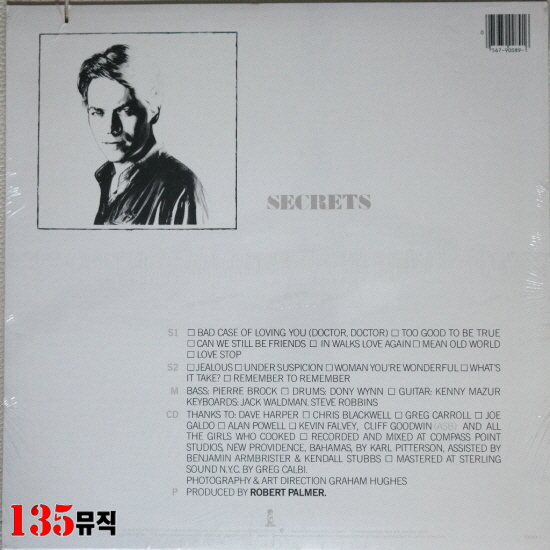 8
567-90089-
SECRETS
S1 □ BAD CASE OF LOVING YOU (DOCTOR, DOCTOR) □ TOO GOOD TO BE TRUE
□ CAN WE STILL BE FRIENDS □ IN WALKS LOVE AGAIN □ MEAN OLD WORLD
□ LOVE STOP
S2 □ JEALOUS □ UNDER SUSPICION □ WOMAN YOU'RE WONDERFUL □ WHAT'S
IT TAKE? □ REMEMBER TO REMEMBER
M BASS: PIERRE BROCK □ DRUMS: DONY WYNN □ GUITAR: KENNY MAZUR
KEYBOARDS: JACK WALDMAN. STEVE ROBBINS
CD THANKS TO: DAVE HARPER □ CHRIS BLACKWELL □ GREG CARROLL □ JOE
GALDO □ ALAN POWELL □ KEVIN FALVEY, CLIFF GOODWIN (ASB) AND ALL
THE GIRLS WHO COOKED □ RECORDED AND MIXED AT COMPASS POINT
STUDIOS, NEW PROVIDENCE, BAHAMAS, BY KARL PITTERSON, ASSISTED BY
BENJAMIN ARMBRISTER & KENDALL STUBBS □ MASTERED AT STERLING
SOUND N.Y.C. BY GREG CALBI.
PHOTOGRAPHY & ART DIRECTION GRAHAM HUGHES
P PRODUCED BY ROBERT PALMER.
135뮤직